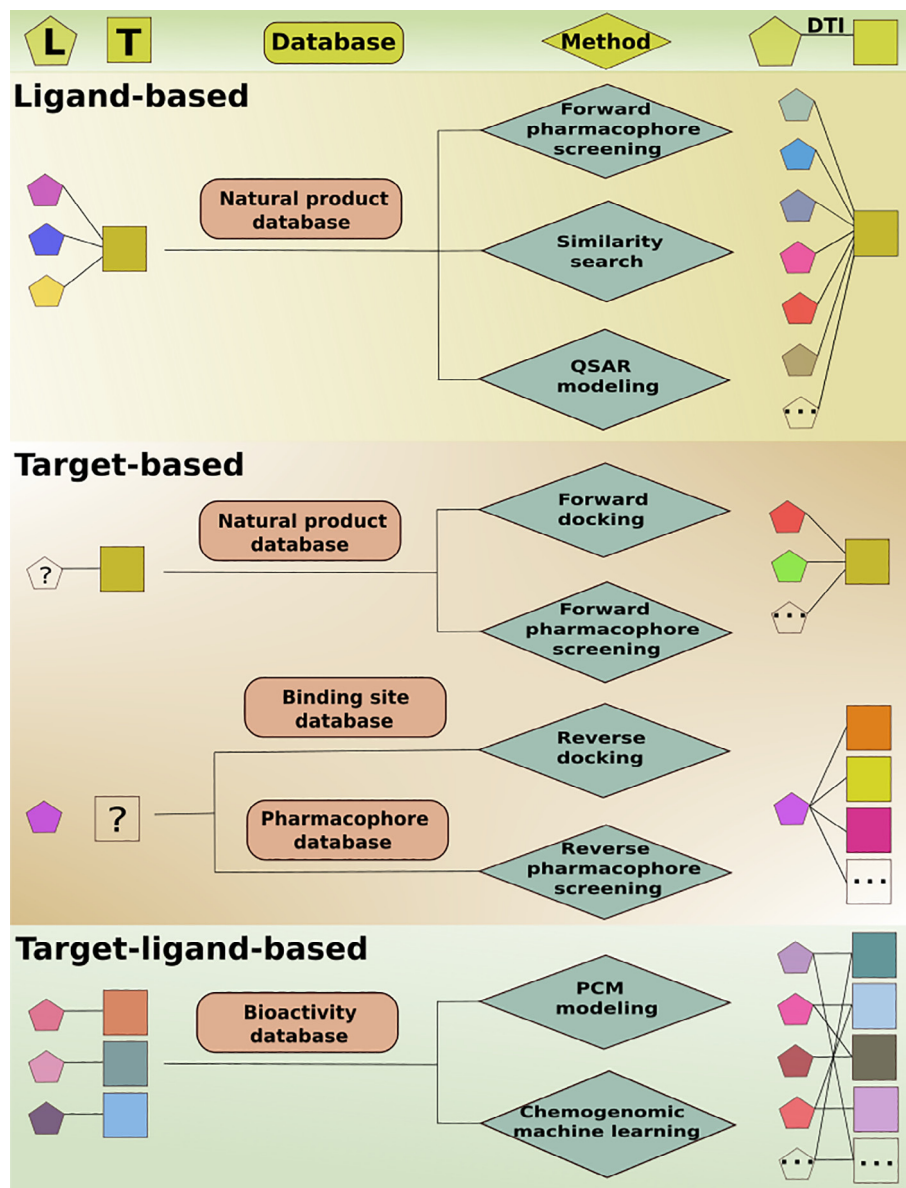 L T Database Method DTI
Ligand-based
Forward
pharmacophore
screening
Natural product
database
Similarity
search
QSAR
modeling
...
Target-based
Natural product
database
Forward
docking
?
Forward
pharmacophore
screening
...
Binding site
database
Reverse
docking
?
Pharmacophore
database
Reverse
pharmacophore
screening
...
Target-ligand-based
Bioactivity
database
PCM
modeling
Chemogenomic
machine learning
... ...